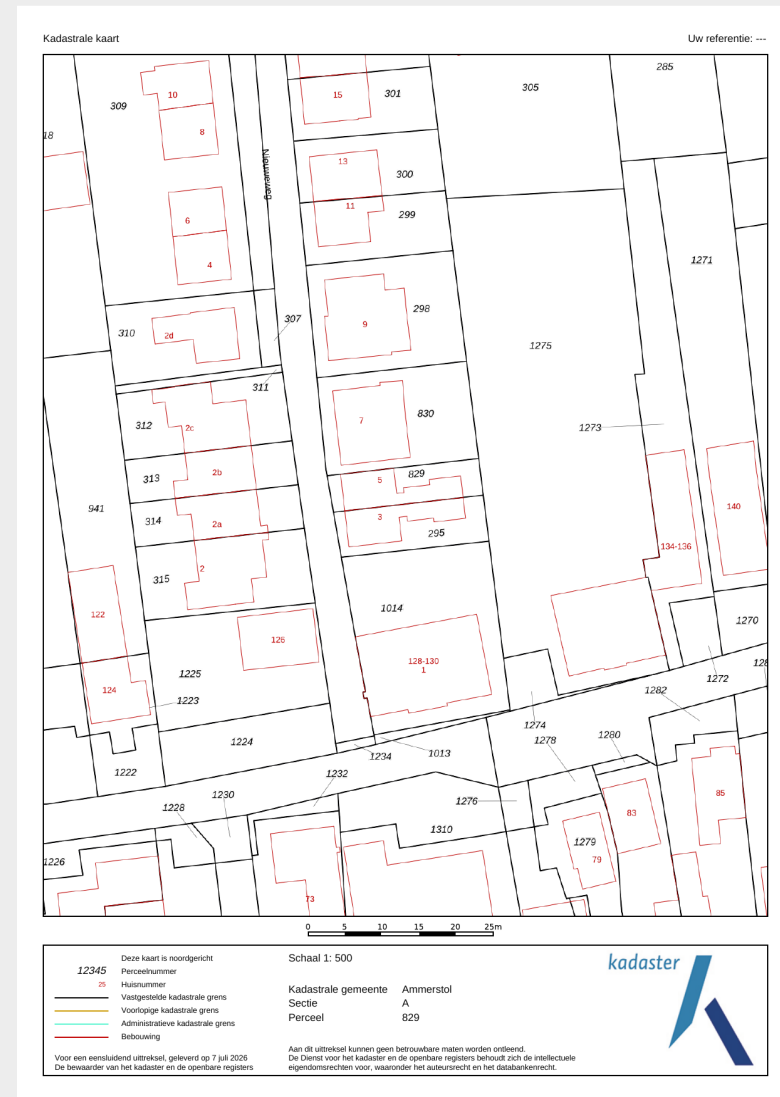 Kadastrale kaart
Uw referentie: ---
285
305
10
15
301
309
8
18
13
300
Nieuweweg
11
299
6
4
1271
298
307
9
310
2d
1275
311
7
830
312
2c
1273
313
2b
5
829
941
140
314
2a
3
295
134-136
2
315
1014
122
1270
126
128-130
1
1225
1272
124
1223
1282
1274
1224
1278
1280
1234
1013
1222
1232
1230
1276
85
1228
83
1310
1279
1226
79
73
0 5 10 15 20 25m
Deze kaart is noordgericht
12345 Perceelnummer
25 Huisnummer
Vastgestelde kadastrale grens
Voorlopige kadastrale grens
Administratieve kadastrale grens
Bebouwing
Voor een eensluidend uittreksel, geleverd op 7 juli 2026
De bewaarder van het kadaster en de openbare registers
Schaal 1: 500
Kadastrale gemeente Ammerstol
Sectie A
Perceel 829
Aan dit uittreksel kunnen geen betrouwbare maten worden ontleend.
De Dienst voor het kadaster en de openbare registers behoudt zich de intellectuele
eigendomsrechten voor, waaronder het auteursrecht en het databankenrecht.
kadaster